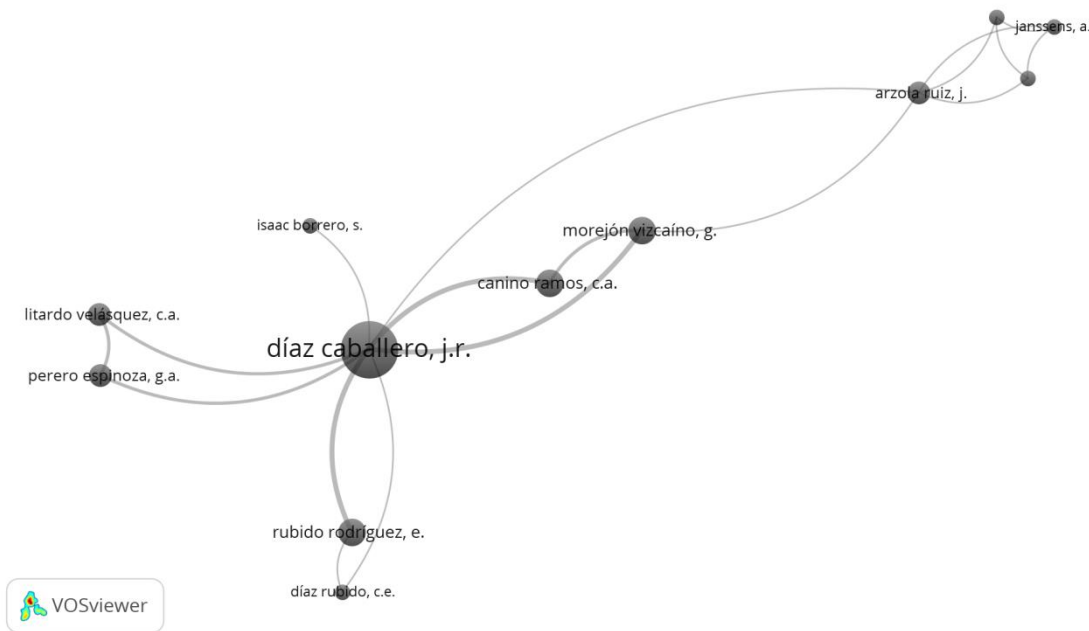 janssens, a.
arzola ruiz, j.
isaac borrero, s.
morejón vizcaíno, g.
canino ramos, c.a.
litardo velásquez, c.a.
díaz caballero, j.r.
perero espinoza, g.a.
rubido rodríguez, e.
díaz rubido, c.e.
VOSviewer